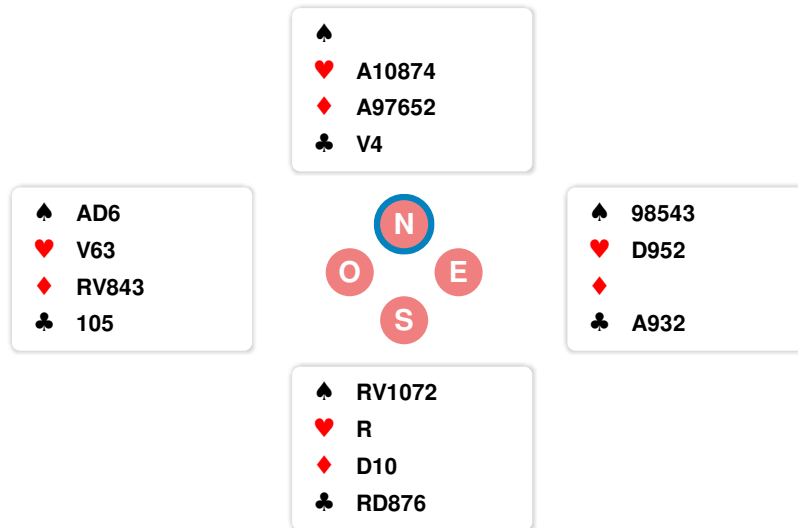 ♠
♥ A10874
♦ A97652
♣ V4
♠ AD6
♥ V63
♦ RV843
♣ 105
N
O E
S
♠ 98543
♥ D952
♦
♣ A932
♠ RV1072
♥ R
♦ D10
♣ RD876